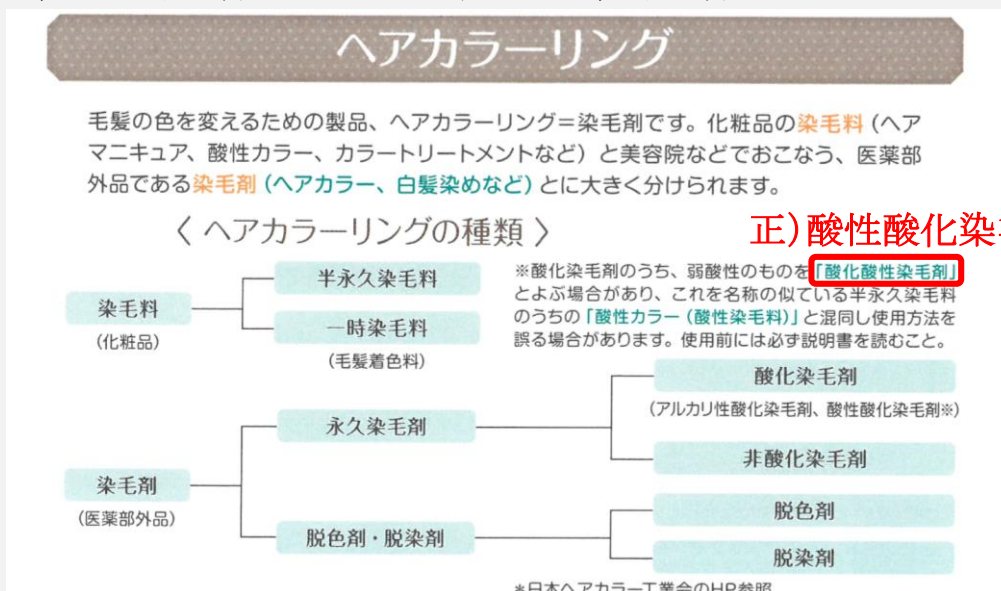 ヘアカラーリング
毛髪の色を変えるための製品、ヘアカラーリング＝染毛剤です。化粧品の染毛料（ヘア
マニキュア、酸性カラー、カラートリートメントなど）と美容院などでおこなう、医薬部
外品である染毛剤（ヘアカラー、白髪染めなど）とに大きく分けられます。
〈 ヘアカラーリングの種類 〉
正）酸性酸化染
※酸化染毛剤のうち、弱酸性のものを「酸化酸性染毛剤」
とよぶ場合があり、これを名称の似ている半永久染毛料
のうちの「酸性カラー（酸性染毛料）」と混同し使用方法を
誤る場合があります。使用前には必ず説明書を読むこと。
染毛料
（化粧品）
半永久染毛料
一時染毛料
（毛髪着色料）
染毛剤
（医薬部外品）
永久染毛剤
酸化染毛剤
（アルカリ性酸化染毛剤、酸性酸化染毛剤※）
非酸化染毛剤
脱色剤・脱染剤
脱色剤
脱染剤
＊日本ヘアカラー工業会のHP参照